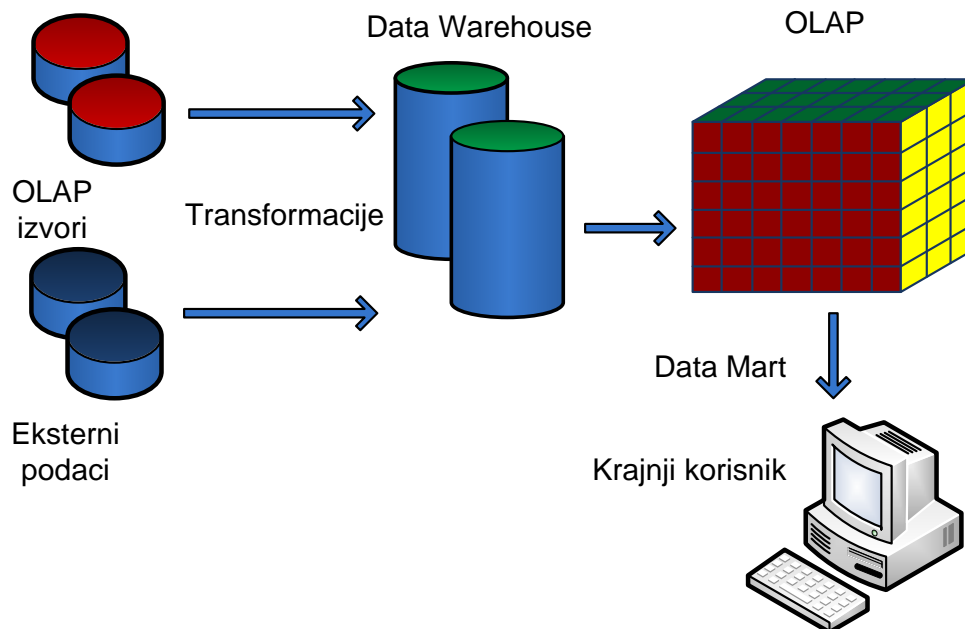 Data Warehouse
OLAP
OLAP
izvori
Transformacije
Eksterni
podaci
Data Mart
Krajnji korisnik